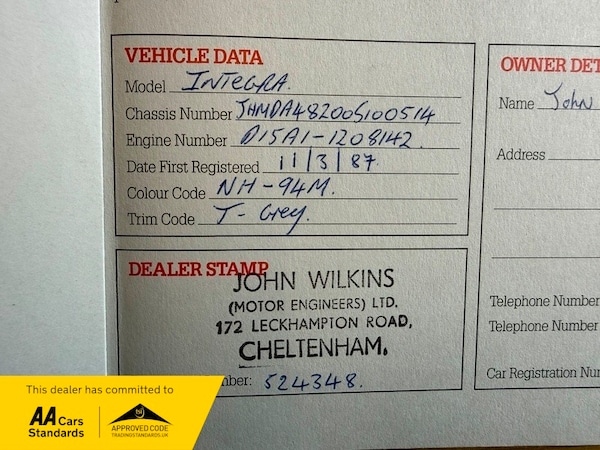 VEHICLE DATA
Model INTEGRA.
Chassis Number JHMDA48200S100514
Engine Number D15A1-1208142.
Date First Registered 11/3/87.
Colour Code NH-94M.
Trim Code T-Grey.
DEALER STAMP
JOHN WILKINS
(MOTOR ENGINEERS) LTD.
172 LECKHAMPTON ROAD,
CHELTENHAM.
nber: 524348.
OWNER DET
Name John
Address
Telephone Number
Telephone Number
Car Registration Nu
This dealer has committed to
AA Cars
Standards
tsi
APPROVED CODE
TRADINGSTANDARDS.UK